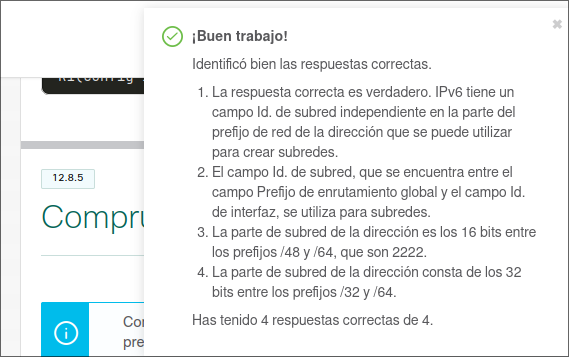 ¡Buen trabajo!
Identificó bien las respuestas correctas.
1. La respuesta correcta es verdadero. IPv6 tiene un
campo Id. de subred independiente en la parte del
prefijo de red de la dirección que se puede utilizar
para crear subredes.
2. El campo Id. de subred, que se encuentra entre el
campo Prefijo de enrutamiento global y el campo Id.
de interfaz, se utiliza para subredes.
3. La parte de subred de la dirección es los 16 bits entre
los prefijos /48 y /64, que son 2222.
4. La parte de subred de la dirección consta de los 32
bits entre los prefijos /32 y /64.
Has tenido 4 respuestas correctas de 4.
12.8.5
Compru
Con
pre